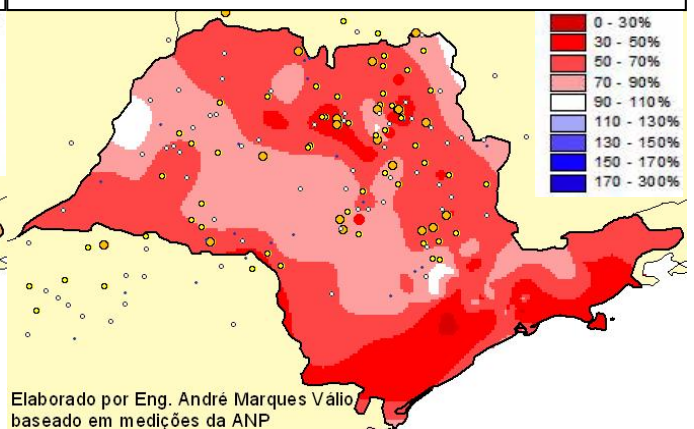 0 - 30%
30 - 50%
50 - 70%
70 - 90%
90 - 110%
110 - 130%
130 - 150%
150 - 170%
170 - 300%
Elaborado por Eng. André Marques Válio
baseado em medições da ANP